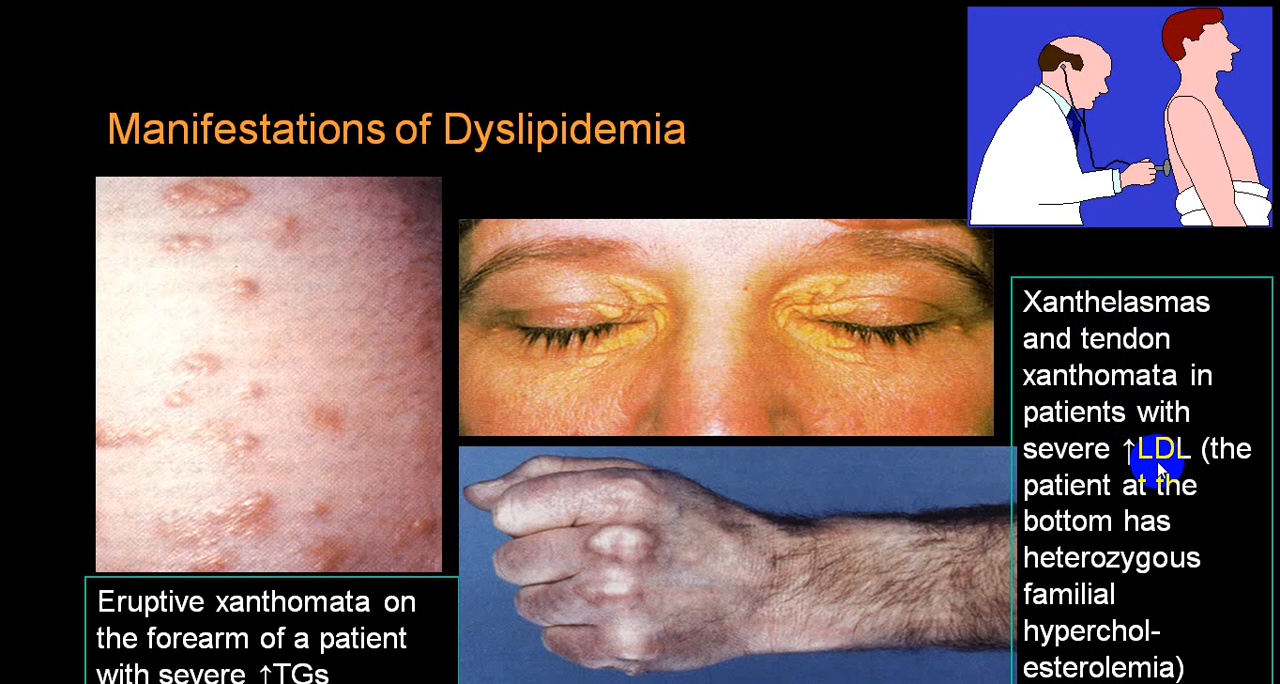 Manifestations of Dyslipidemia
Xanthelasmas
and tendon
xanthomata in
patients with
severe ↑LDL (the
patient at the
bottom has
heterozygous
familial
hyperchol-
esterolemia)
Eruptive xanthomata on
the forearm of a patient
with severe ↑TGs